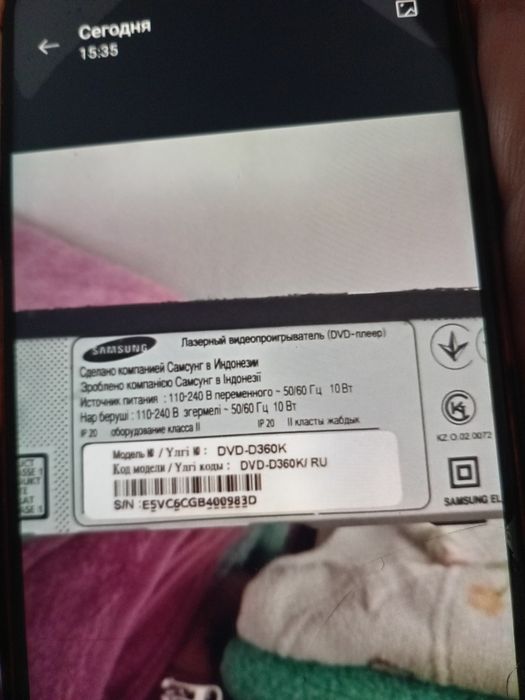 Сегодня
15:35
SAMSUNG
Лазерный видеопроигрыватель (DVD-плеер)
Сделано компанией Самсунг в Индонезии
Зроблено компанією Самсунг в Індонезії
Источник питания : 110-240 В переменного ~ 50/60 Гц 10 Вт
Нар беруші : 110-240 В згермелі ~ 50/60 Гц 10 Вт
IP 20 оборудование класса II IP 20 II класты жабдык
Модель № / Үлгі № : DVD-D360K
Код модели / Үлгі коды : DVD-D360K/ RU
S/N :E5VC6CGB400983D
KZ.O.02.0072
SAMSUNG EL